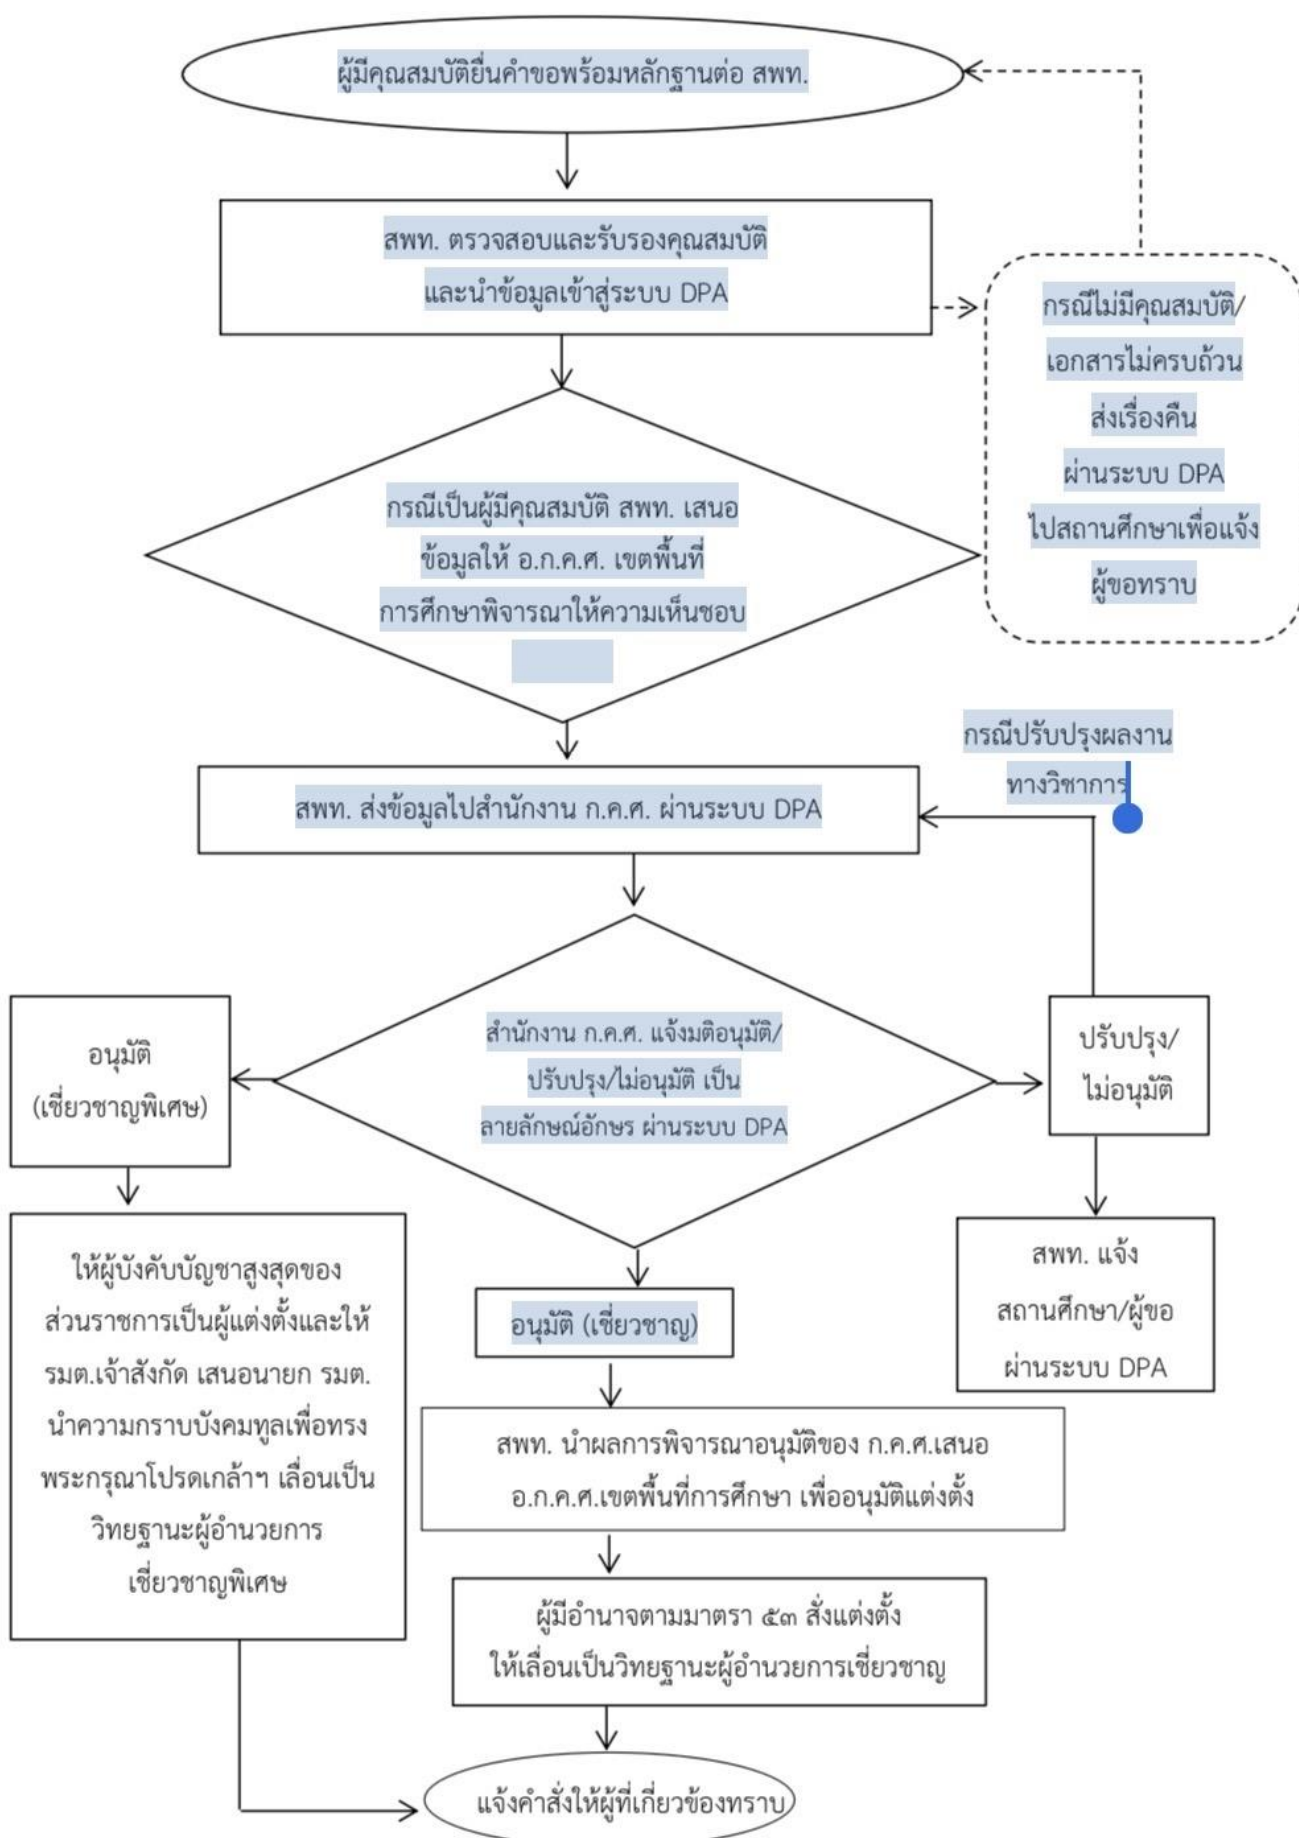 ผู้มีคุณสมบัติยื่นคำขอพร้อมหลักฐานต่อ สพท.
สพท. ตรวจสอบและรับรองคุณสมบัติ
และนำข้อมูลเข้าสู่ระบบ DPA
กรณีไม่มีคุณสมบัติ/
เอกสารไม่ครบถ้วน
ส่งเรื่องคืน
ผ่านระบบ DPA
ไปสถานศึกษาเพื่อแจ้ง
ผู้ขอทราบ
กรณีเป็นผู้มีคุณสมบัติ สพท. เสนอ
ข้อมูลให้ อ.ก.ค.ศ. เขตพื้นที่
การศึกษาพิจารณาให้ความเห็นชอบ
กรณีปรับปรุงผลงาน
ทางวิชาการ
สพท. ส่งข้อมูลไปสำนักงาน ก.ค.ศ. ผ่านระบบ DPA
สำนักงาน ก.ค.ศ. แจ้งมติอนุมัติ/
ปรับปรุง/ไม่อนุมัติ เป็น
ลายลักษณ์อักษร ผ่านระบบ DPA
อนุมัติ
(เชี่ยวชาญพิเศษ)
ปรับปรุง/
ไม่อนุมัติ
ให้ผู้บังคับบัญชาสูงสุดของ
ส่วนราชการเป็นผู้แต่งตั้งและให้
รมต.เจ้าสังกัด เสนอนายก รมต.
นำความกราบบังคมทูลเพื่อทรง
พระกรุณาโปรดเกล้าฯ เลื่อนเป็น
วิทยฐานะผู้อำนวยการ
เชี่ยวชาญพิเศษ
สพท. แจ้ง
สถานศึกษา/ผู้ขอ
ผ่านระบบ DPA
อนุมัติ (เชี่ยวชาญ)
สพท. นำผลการพิจารณาอนุมัติของ ก.ค.ศ.เสนอ
อ.ก.ค.ศ.เขตพื้นที่การศึกษา เพื่ออนุมัติแต่งตั้ง
ผู้มีอำนาจตามมาตรา ๕๓ สั่งแต่งตั้ง
ให้เลื่อนเป็นวิทยฐานะผู้อำนวยการเชี่ยวชาญ
แจ้งคำสั่งให้ผู้ที่เกี่ยวข้องทราบ